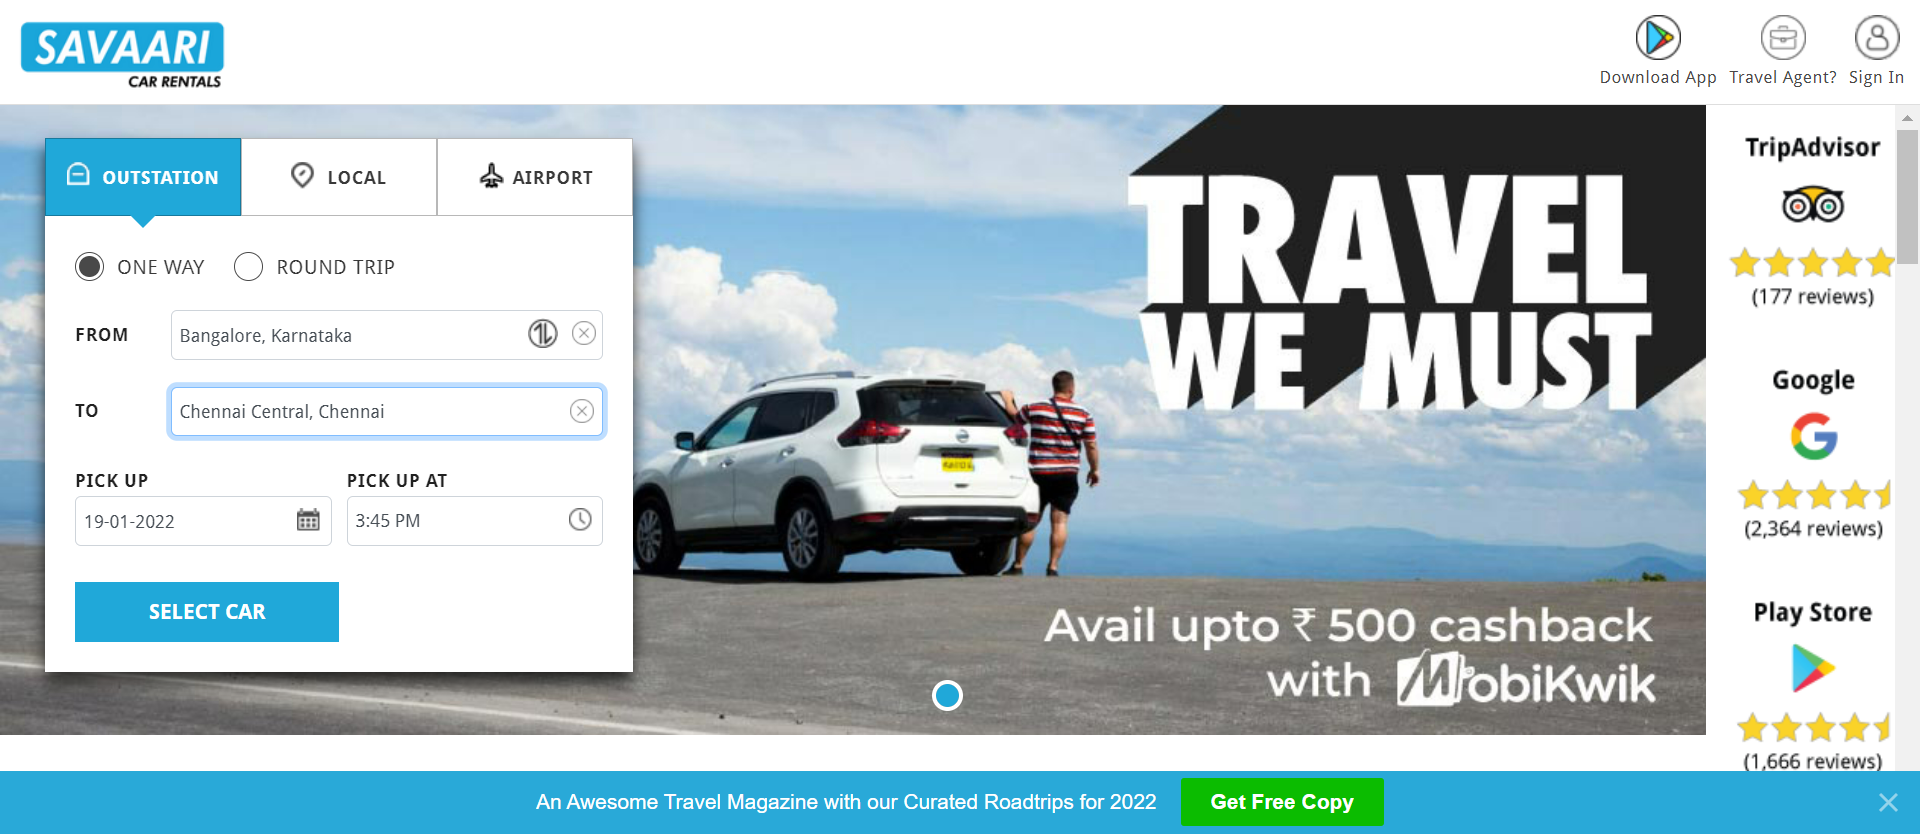 SAVAARI
CAR RENTALS
Download App
Travel Agent?
Sign In
OUTSTATION
LOCAL
AIRPORT
ONE WAY
ROUND TRIP
FROM
Bangalore, Karnataka
TO
Chennai Central, Chennai
PICK UP
PICK UP AT
19-01-2022
3:45 PM
SELECT CAR
TRAVEL
WE MUST
Avail upto ₹ 500 cashback
with MobiKwik
TripAdvisor
(177 reviews)
Google
(2,364 reviews)
Play Store
(1,666 reviews)
An Awesome Travel Magazine with our Curated Roadtrips for 2022
Get Free Copy